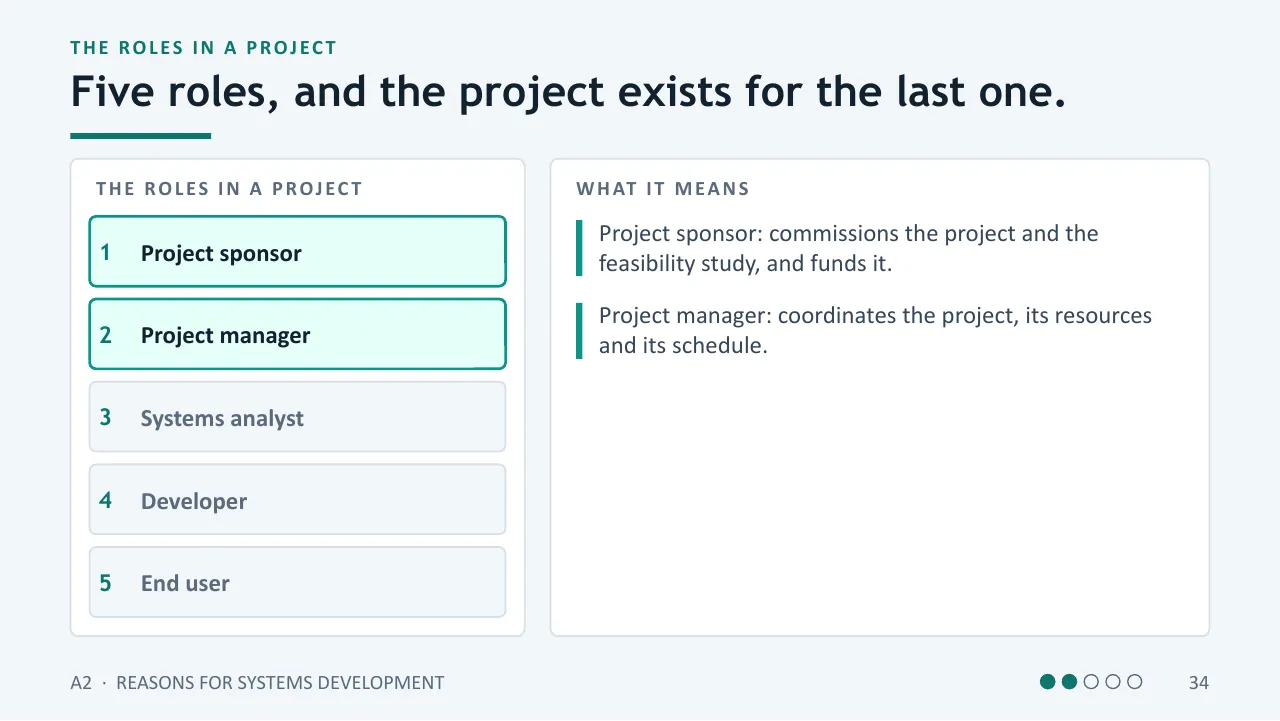 THE ROLES IN A PROJECT
Five roles, and the project exists for the last one.
THE ROLES IN A PROJECT
1 Project sponsor
2 Project manager
3 Systems analyst
4 Developer
5 End user
WHAT IT MEANS
Project sponsor: commissions the project and the
feasibility study, and funds it.
Project manager: coordinates the project, its resources
and its schedule.
A2 · REASONS FOR SYSTEMS DEVELOPMENT
34